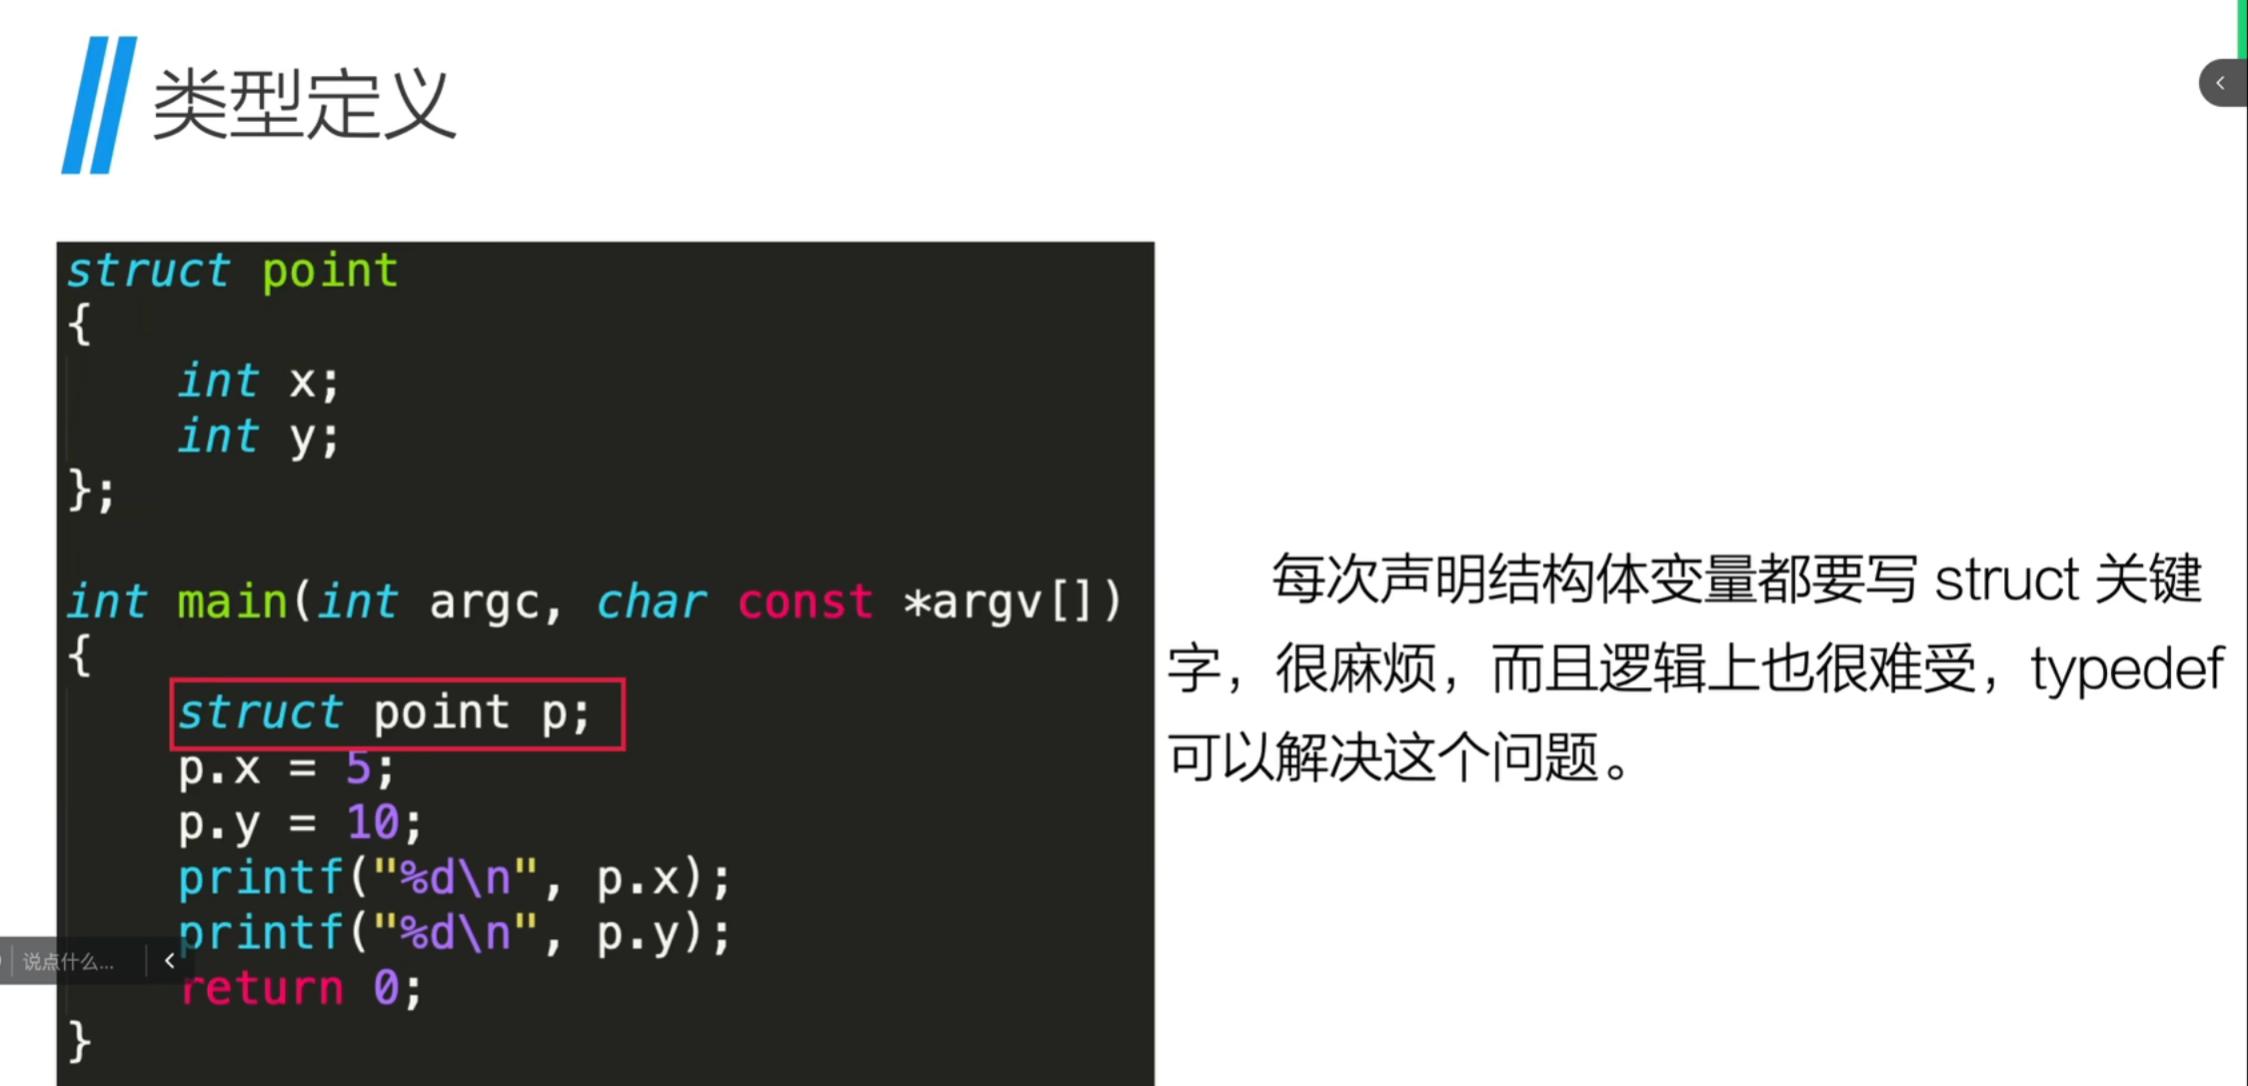 类型定义
struct point
{
    int x;
    int y;
};
int main(int argc, char const *argv[])
{
    struct point p;
    p.x = 5;
    p.y = 10;
    printf("%d\n", p.x);
    printf("%d\n", p.y);
    return 0;
}
每次声明结构体变量都要写 struct 关键
字，很麻烦，而且逻辑上也很难受，typedef
可以解决这个问题。
说点什么...